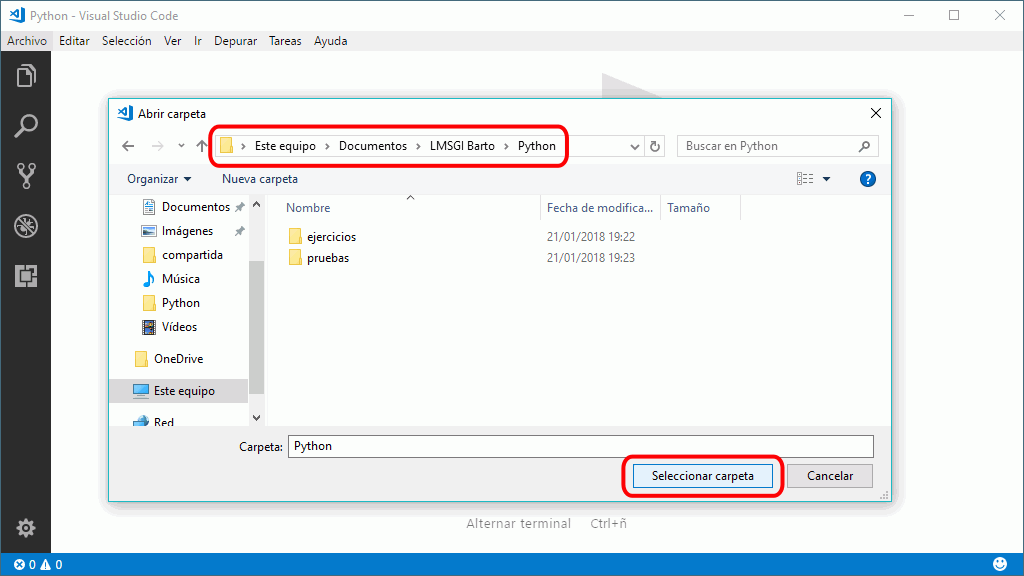 Python - Visual Studio Code
Archivo Editar Selección Ver Ir Depurar Tareas Ayuda
Abrir carpeta
Este equipo › Documentos › LMSGI Barto › Python
Buscar en Python
Organizar Nueva carpeta
?
Nombre Fecha de modifica... Tamaño
Documentos
Imágenes
compartida
Música
Python
Vídeos
OneDrive
Este equipo
Red
ejercicios 21/01/2018 19:22
pruebas 21/01/2018 19:23
Carpeta: Python
Seleccionar carpeta Cancelar
Alternar terminal Ctrl+ñ
0 0